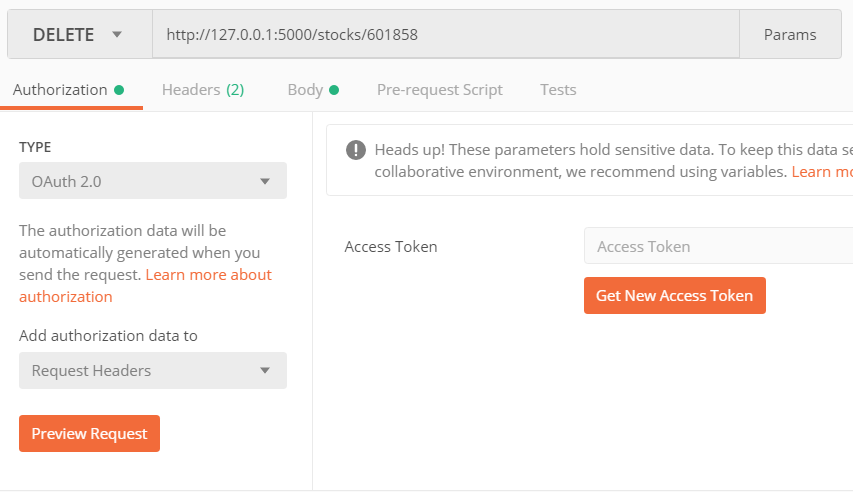 DELETE http://127.0.0.1:5000/stocks/601858 Params
Authorization Headers (2) Body Pre-request Script Tests
TYPE
OAuth 2.0
The authorization data will be
automatically generated when you
send the request. Learn more about
authorization
Add authorization data to
Request Headers
Preview Request
Heads up! These parameters hold sensitive data. To keep this data se
collaborative environment, we recommend using variables. Learn mo
Access Token Access Token
Get New Access Token